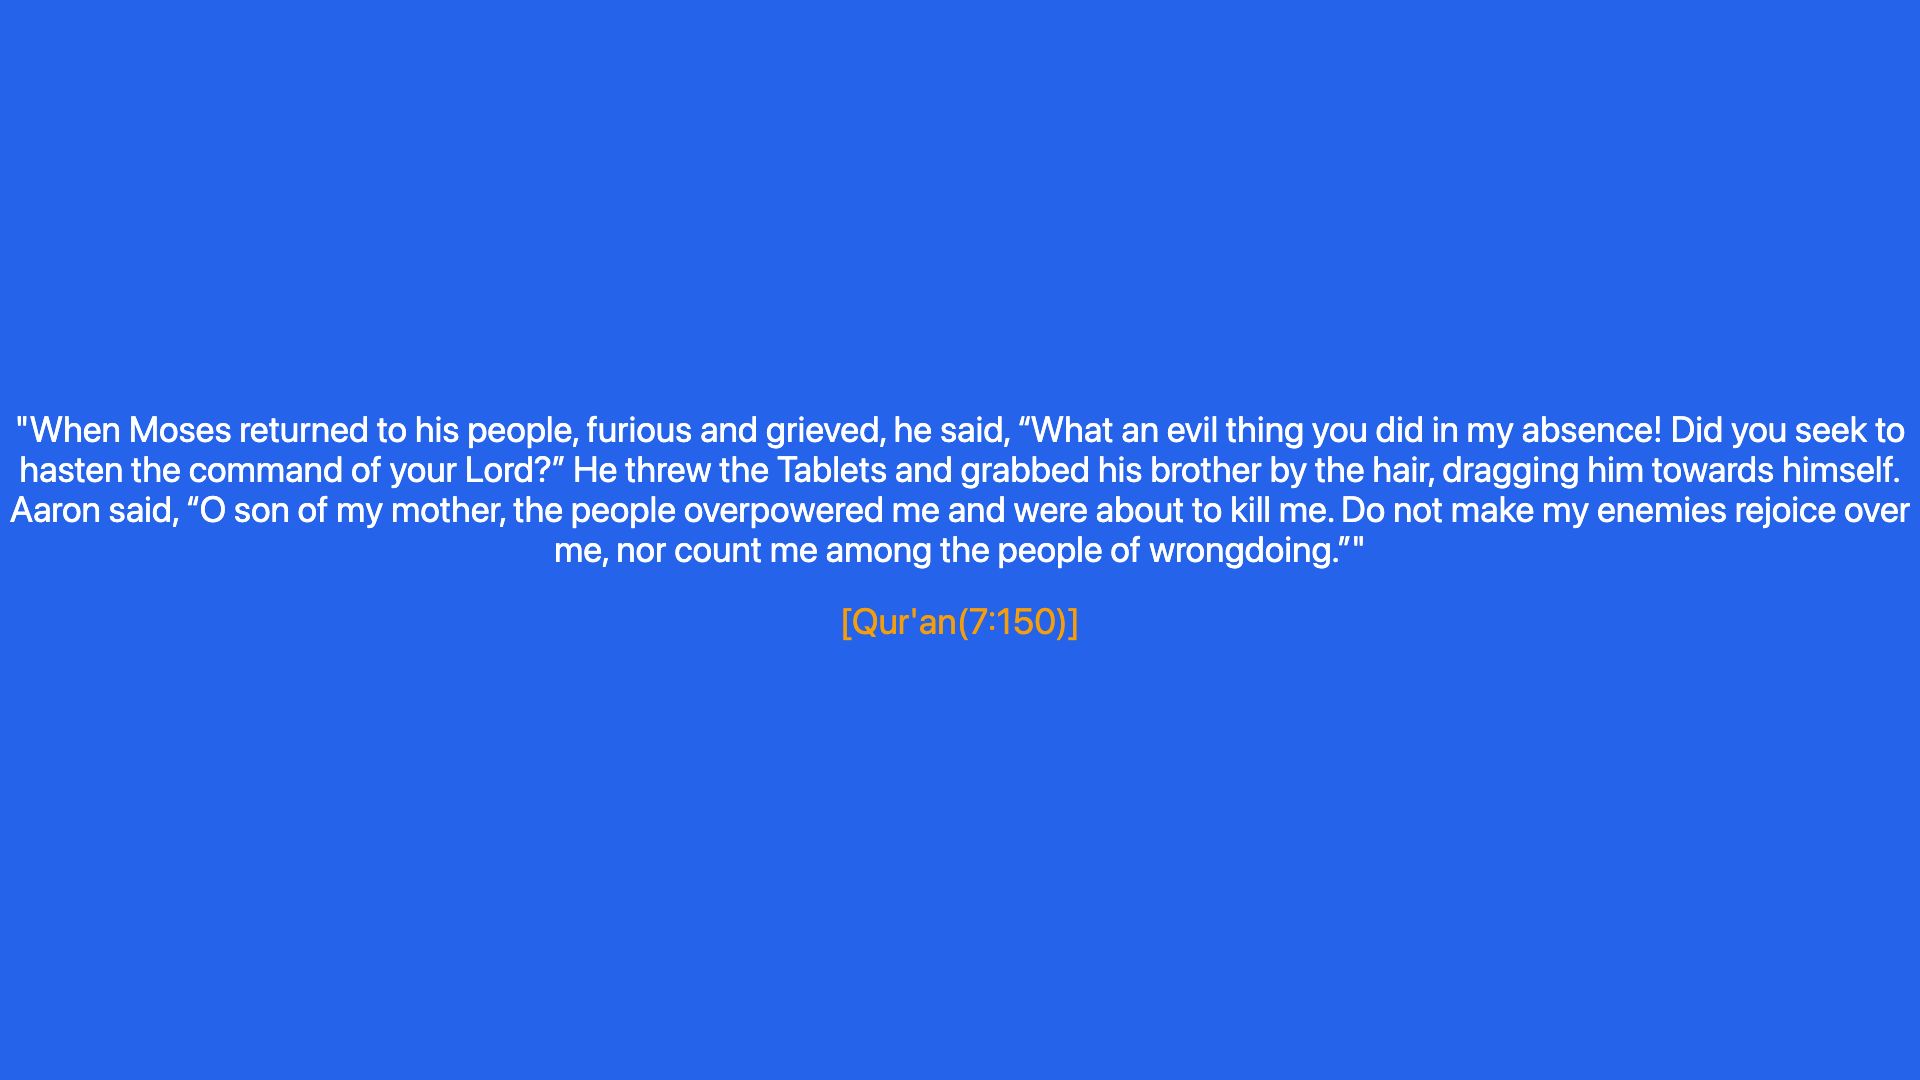 "When Moses returned to his people, furious and grieved, he said, “What an evil thing you did in my absence! Did you seek to
hasten the command of your Lord?” He threw the Tablets and grabbed his brother by the hair, dragging him towards himself.
Aaron said, “O son of my mother, the people overpowered me and were about to kill me. Do not make my enemies rejoice over
me, nor count me among the people of wrongdoing.”"
[Qur'an(7:150)]